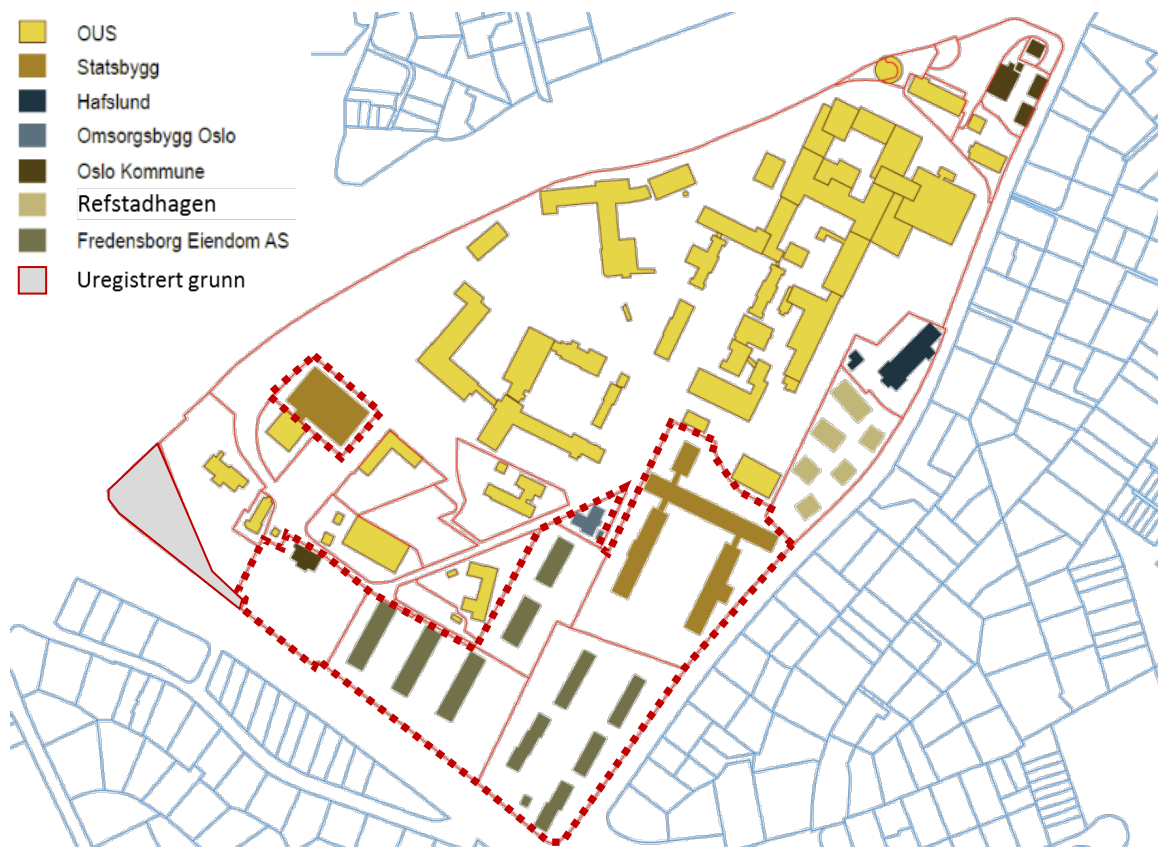 OUS
Statsbygg
Hafslund
Omsorgsbygg Oslo
Oslo Kommune
Refstadhagen
Fredensborg Eiendom AS
Uregistrert grunn